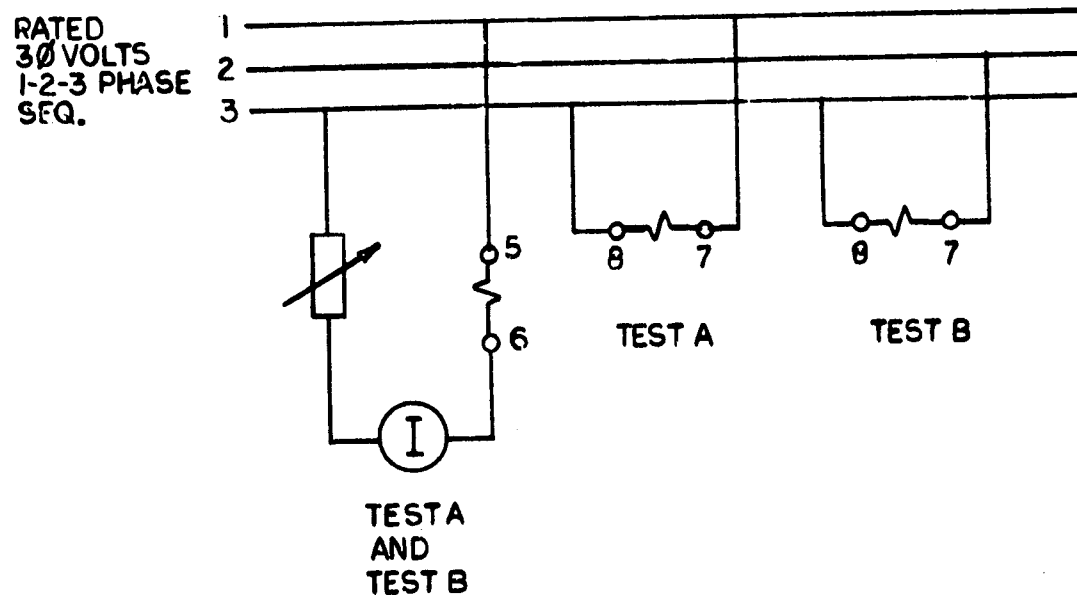 RATED
3Ø VOLTS
1-2-3 PHASE
SEQ.
1
2
3
5
6
8
7
8
7
TEST A
TEST B
I
TEST A
AND
TEST B